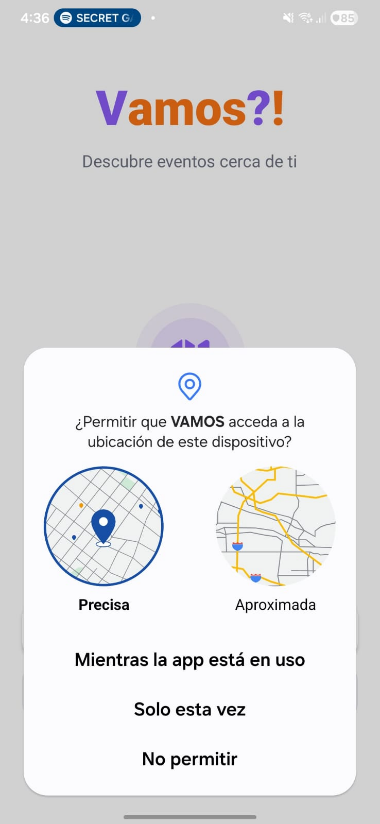 4:36 SECRET GA 85
Vamos?!
Descubre eventos cerca de ti
¿Permitir que VAMOS acceda a la
ubicación de este dispositivo?
Precisa Aproximada
Mientras la app está en uso
Solo esta vez
No permitir